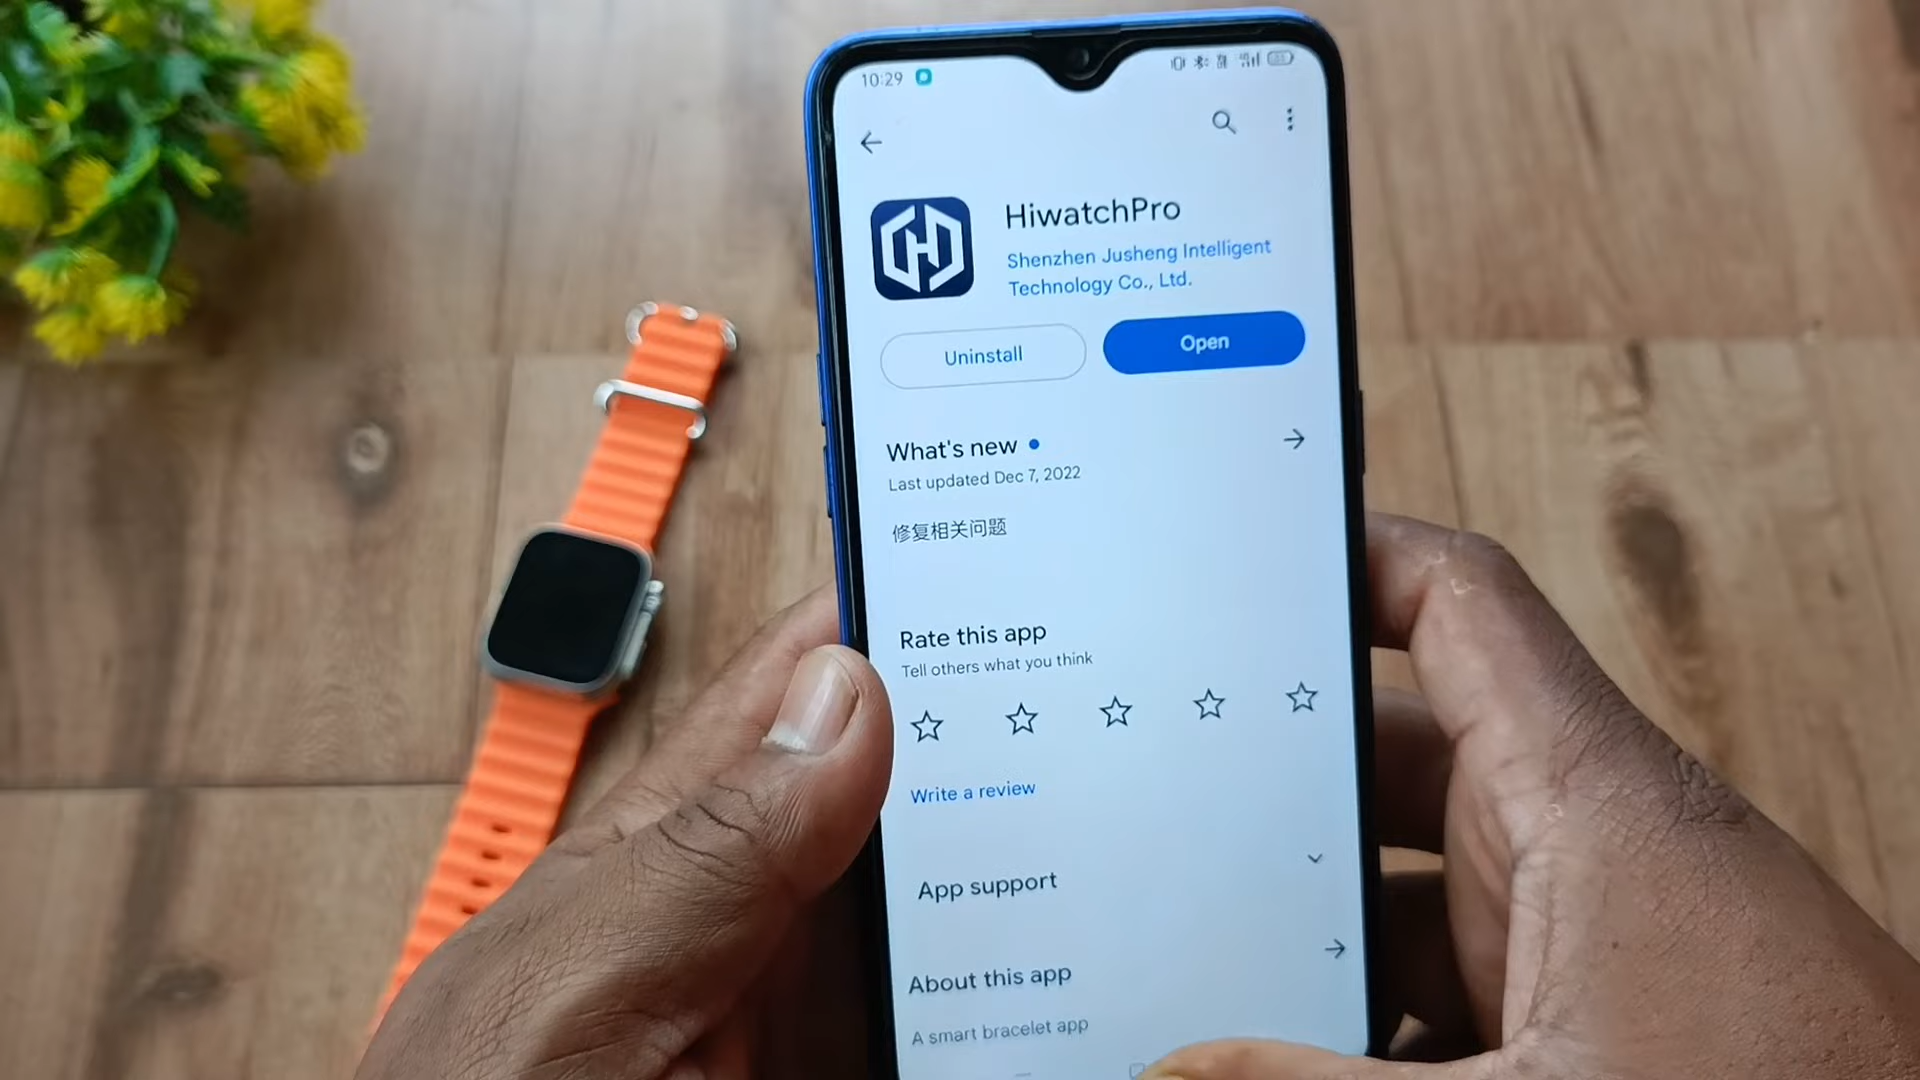 10:29
HiwatchPro
Shenzhen Jusheng Intelligent
Technology Co., Ltd.
Uninstall
Open
What's new
Last updated Dec 7, 2022
修复相关问题
Rate this app
Tell others what you think
Write a review
App support
About this app
A smart bracelet app